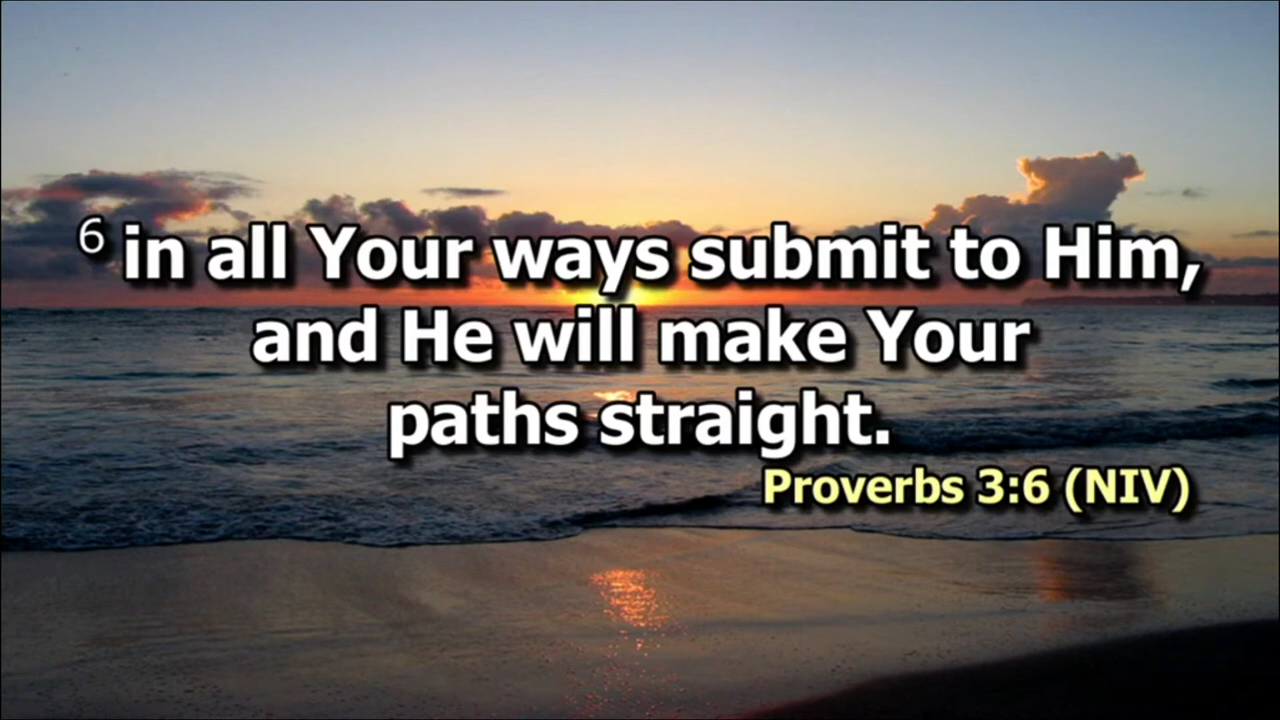 6 in all Your ways submit to Him,
and He will make Your
paths straight.
Proverbs 3:6 (NIV)